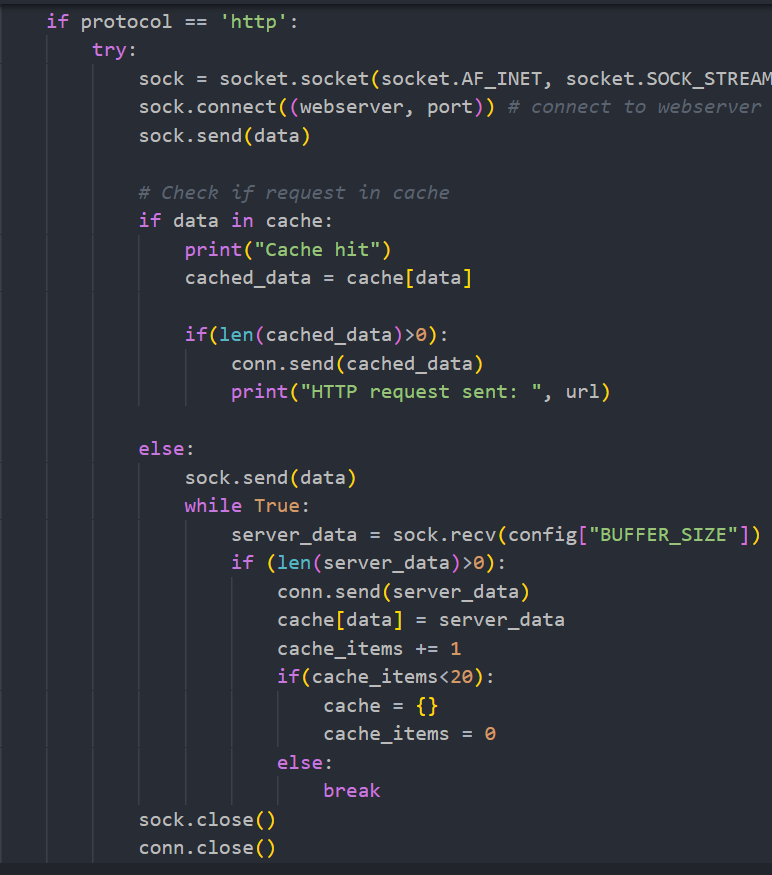 if protocol == 'http':
try:
sock = socket.socket(socket.AF_INET, socket.SOCK_STREAM
sock.connect((webserver, port)) # connect to webserver
sock.send(data)
# Check if request in cache
if data in cache:
print("Cache hit")
cached_data = cache[data]
if(len(cached_data)>0):
conn.send(cached_data)
print("HTTP request sent: ", url)
else:
sock.send(data)
while True:
server_data = sock.recv(config["BUFFER_SIZE"])
if (len(server_data)>0):
conn.send(server_data)
cache[data] = server_data
cache_items += 1
if(cache_items<20):
cache = {}
cache_items = 0
else:
break
sock.close()
conn.close()